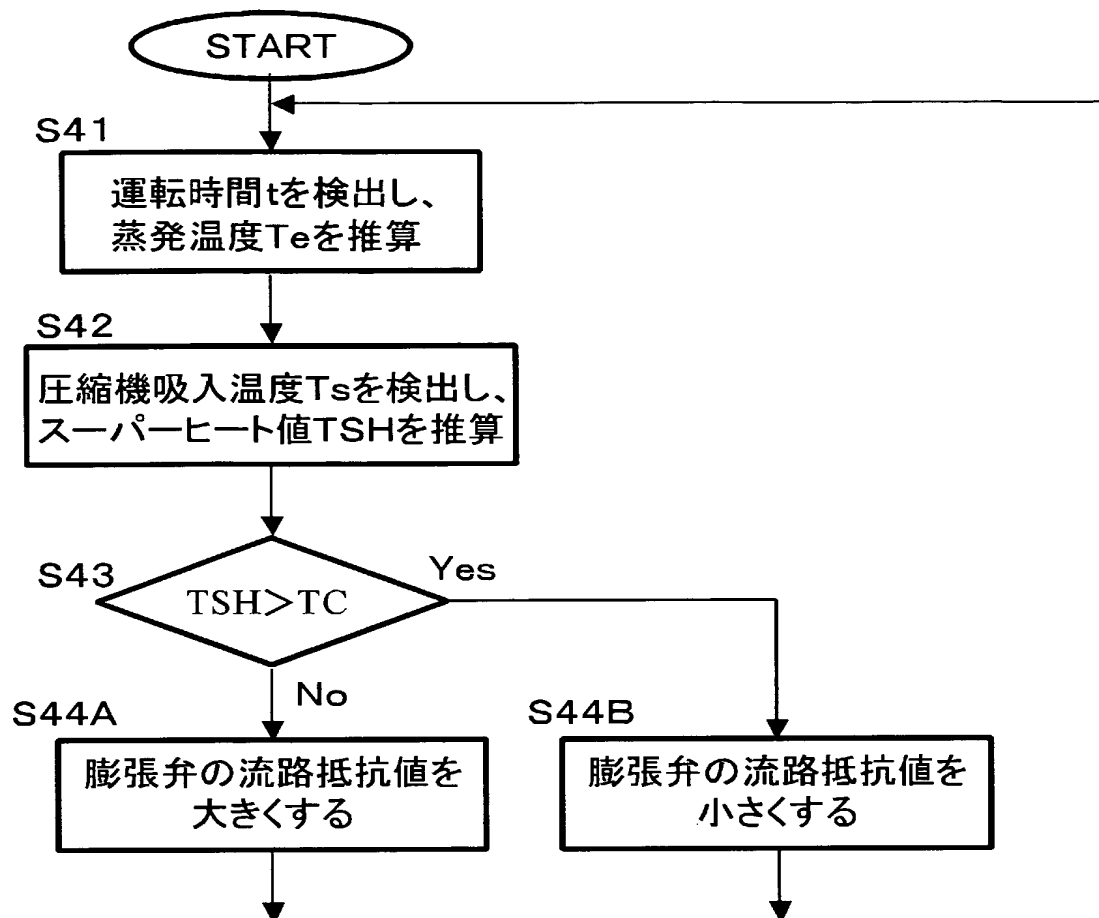 START
S41
運転時間tを検出し、
蒸発温度Teを推算
S42
圧縮機吸入温度Tsを検出し、
スーパーヒート値TSHを推算
S43
TSH>TC
Yes
No
S44A
膨張弁の流路抵抗値を
大きくする
S44B
膨張弁の流路抵抗値を
小さくする